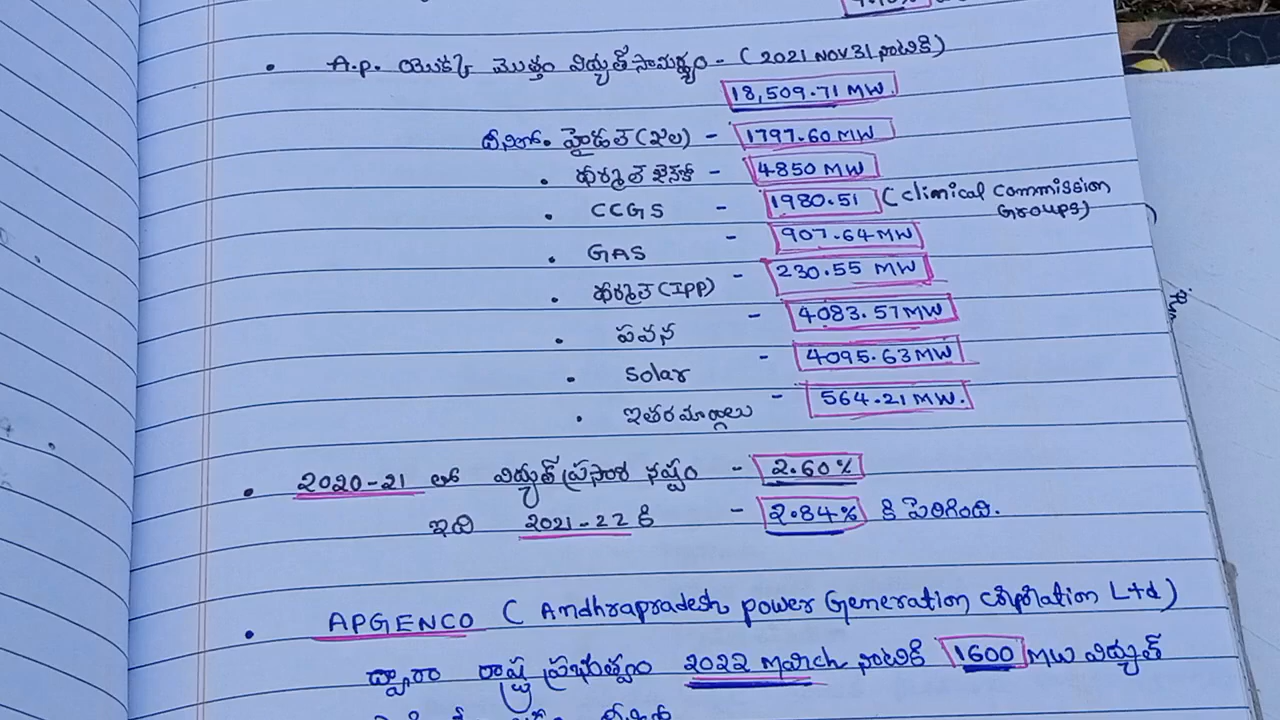 • A.p. యొక్క మొత్తం విద్యుత్ సామర్థ్యం - (2021 NOV 31 నాటికి)
18,509.71 MW.
దీనిలో • హైడల్ (జల) - 1797.60 MW
• థర్మల్ జెన్‌కో - 4850 MW
• CCGS - 1980.51 (climical Commission Groups)
• GAS - 907.64 MW
• థర్మల్ (IPP) - 230.55 MW
• పవన - 4083.57 MW
• Solar - 4095.63 MW
• ఇతర మార్గాలు - 564.21 MW.
• 2020-21 లో విద్యుత్ ప్రసార నష్టం - 2.60%
ఇది 2021-22 కి - 2.84% కి పెరిగింది.
• APGENCO (Andhrapradesh power Generation corporation Ltd)
ద్వారా రాష్ట్ర ప్రభుత్వం 2022 March నాటికి 1600 MW విద్యుత్